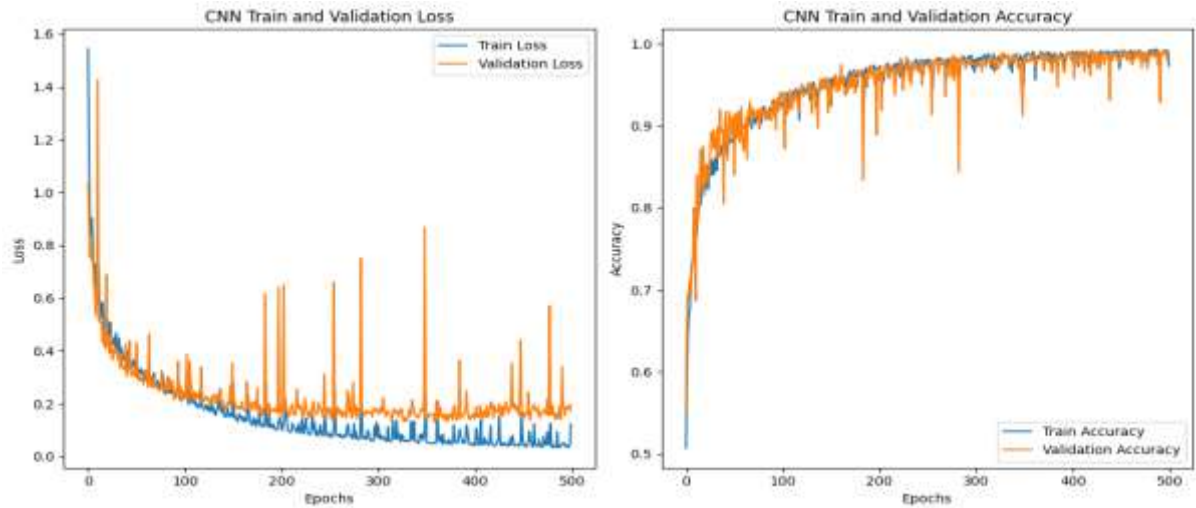 CNN Train and Validation Loss
1.6
1.4
1.2
1.0
0.8
0.6
0.4
0.2
0.0
Loss
Train Loss
Validation Loss
0 100 200 300 400 500
Epochs
CNN Train and Validation Accuracy
1.0
0.9
0.8
0.7
0.6
0.5
Accuracy
Train Accuracy
Validation Accuracy
0 100 200 300 400 500
Epochs